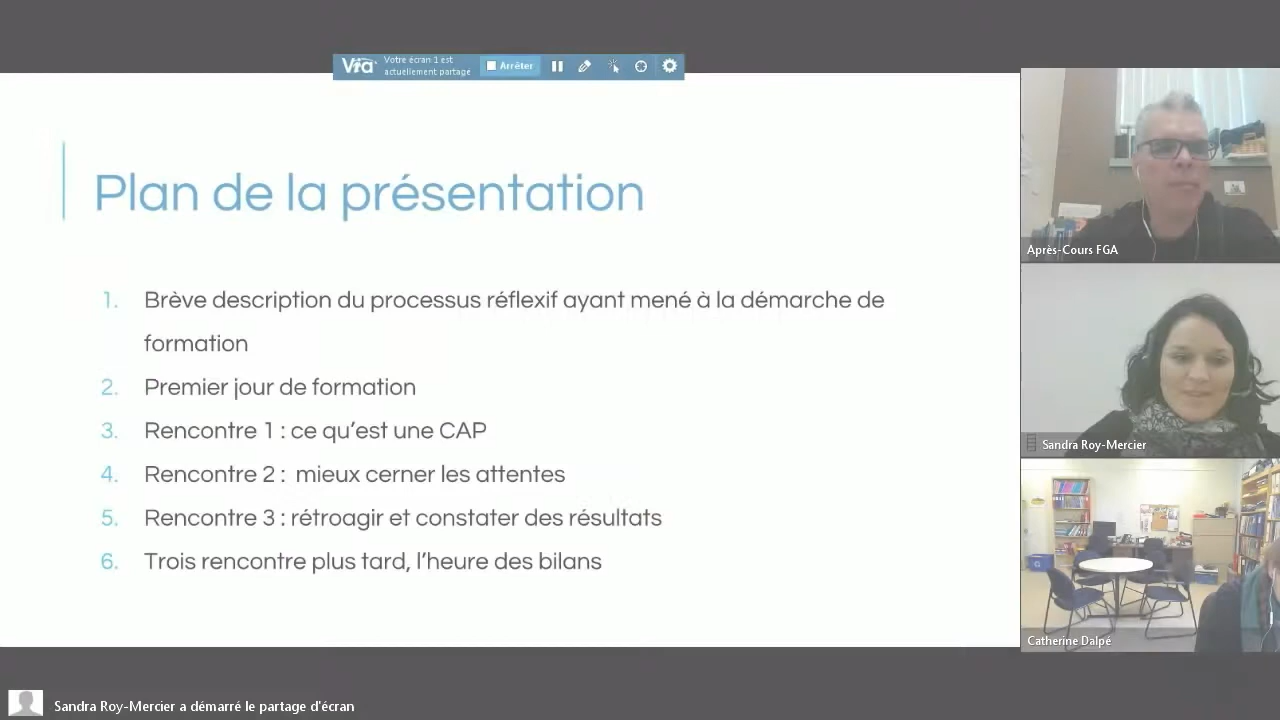 Via
Votre écran 1 est
actuellement partagé
Arrêter
Plan de la présentation
1. Brève description du processus réflexif ayant mené à la démarche de
formation
2. Premier jour de formation
3. Rencontre 1 : ce qu’est une CAP
4. Rencontre 2 : mieux cerner les attentes
5. Rencontre 3 : rétroagir et constater des résultats
6. Trois rencontre plus tard, l’heure des bilans
Après-Cours FGA
Sandra Roy-Mercier
Catherine Dalpé
Sandra Roy-Mercier a démarré le partage d'écran